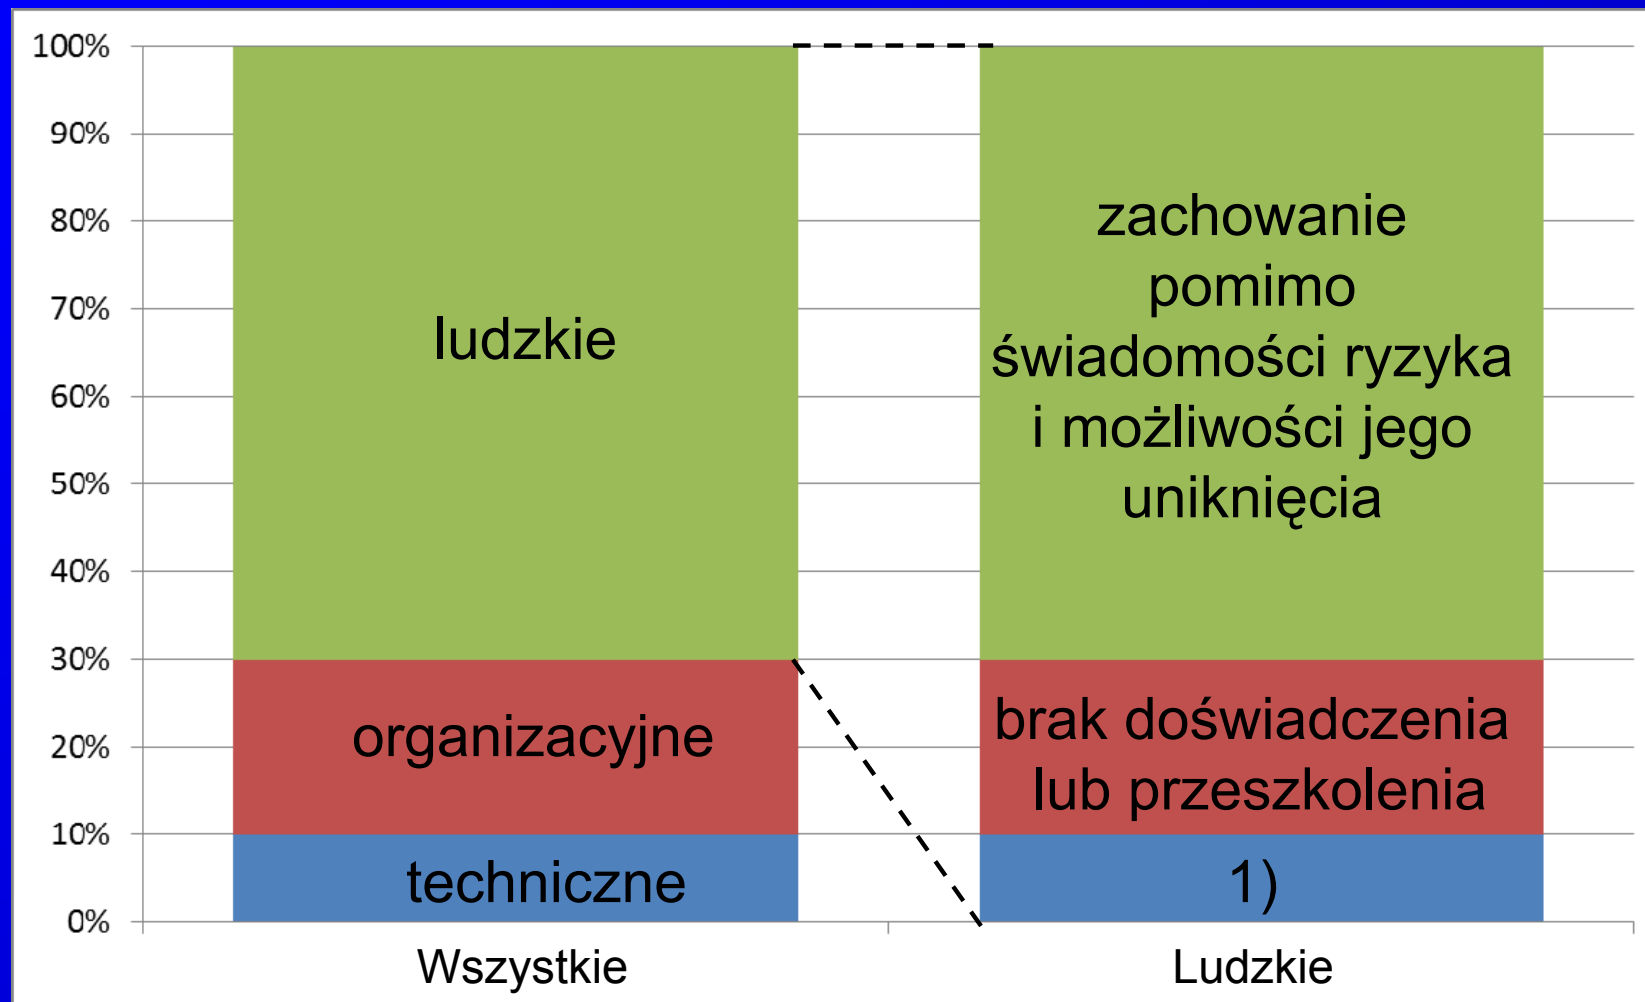 100%
90%
80%
70%
60%
50%
40%
30%
20%
10%
0%
ludzkie
organizacyjne
techniczne
zachowanie
pomimo
świadomości ryzyka
i możliwości jego
uniknięcia
brak doświadczenia
lub przeszkolenia
1)
Wszystkie
Ludzkie